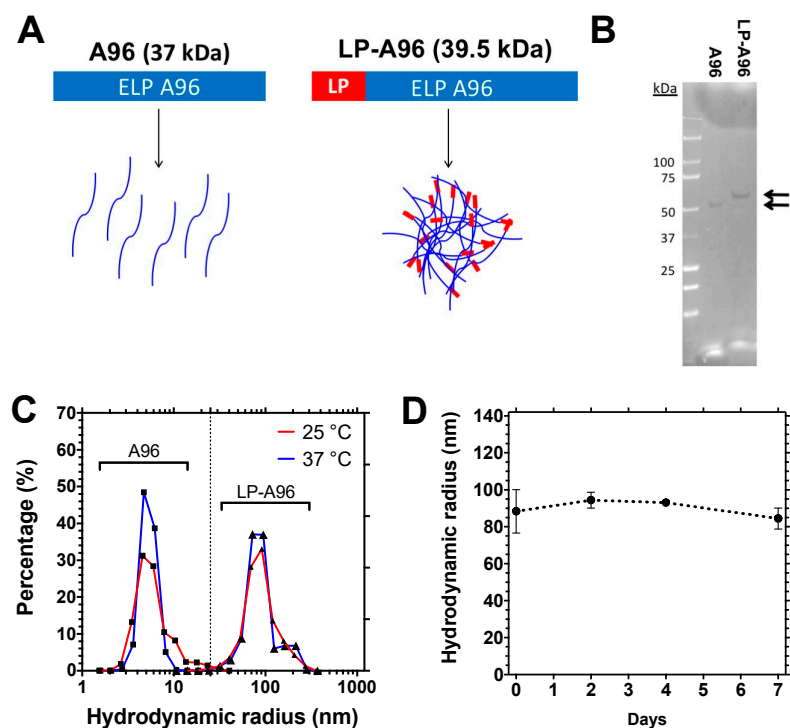 A
A96 (37 kDa)
ELP A96
LP-A96 (39.5 kDa)
LP ELP A96
B
A96 LP-A96
kDa
100
75
50
37
25
C
Percentage (%)
70
60
50
40
30
20
10
0
A96
LP-A96
25 °C
37 °C
1 10 100 1000
Hydrodynamic radius (nm)
D
Hydrodynamic radius (nm)
140
120
100
80
60
40
20
0
0 1 2 3 4 5 6 7
Days